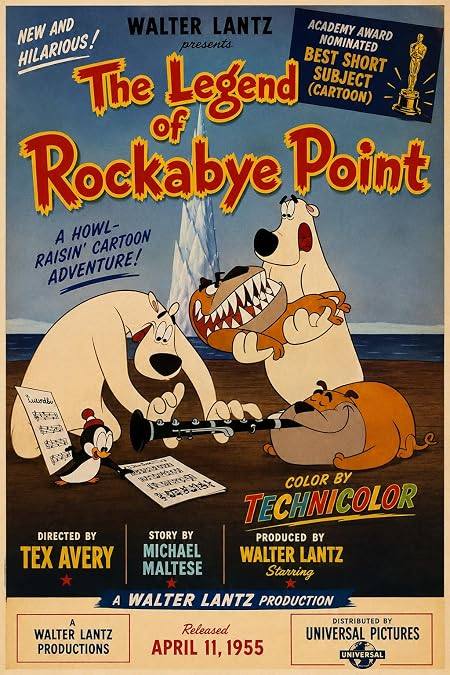 NEW AND
HILARIOUS!
WALTER LANTZ
presents
ACADEMY AWARD
NOMINATED
BEST SHORT
SUBJECT
(CARTOON)
The Legend
of
Rockabye Point
A HOWL-
RAISIN' CARTOON
ADVENTURE!
COLOR BY
TECHNICOLOR
DIRECTED BY
TEX AVERY
STORY BY
MICHAEL
MALTESE
PRODUCED BY
WALTER LANTZ
Starring
A WALTER LANTZ PRODUCTION
A
WALTER LANTZ
PRODUCTIONS
Released
APRIL 11, 1955
DISTRIBUTED BY
UNIVERSAL PICTURES
UNIVERSAL